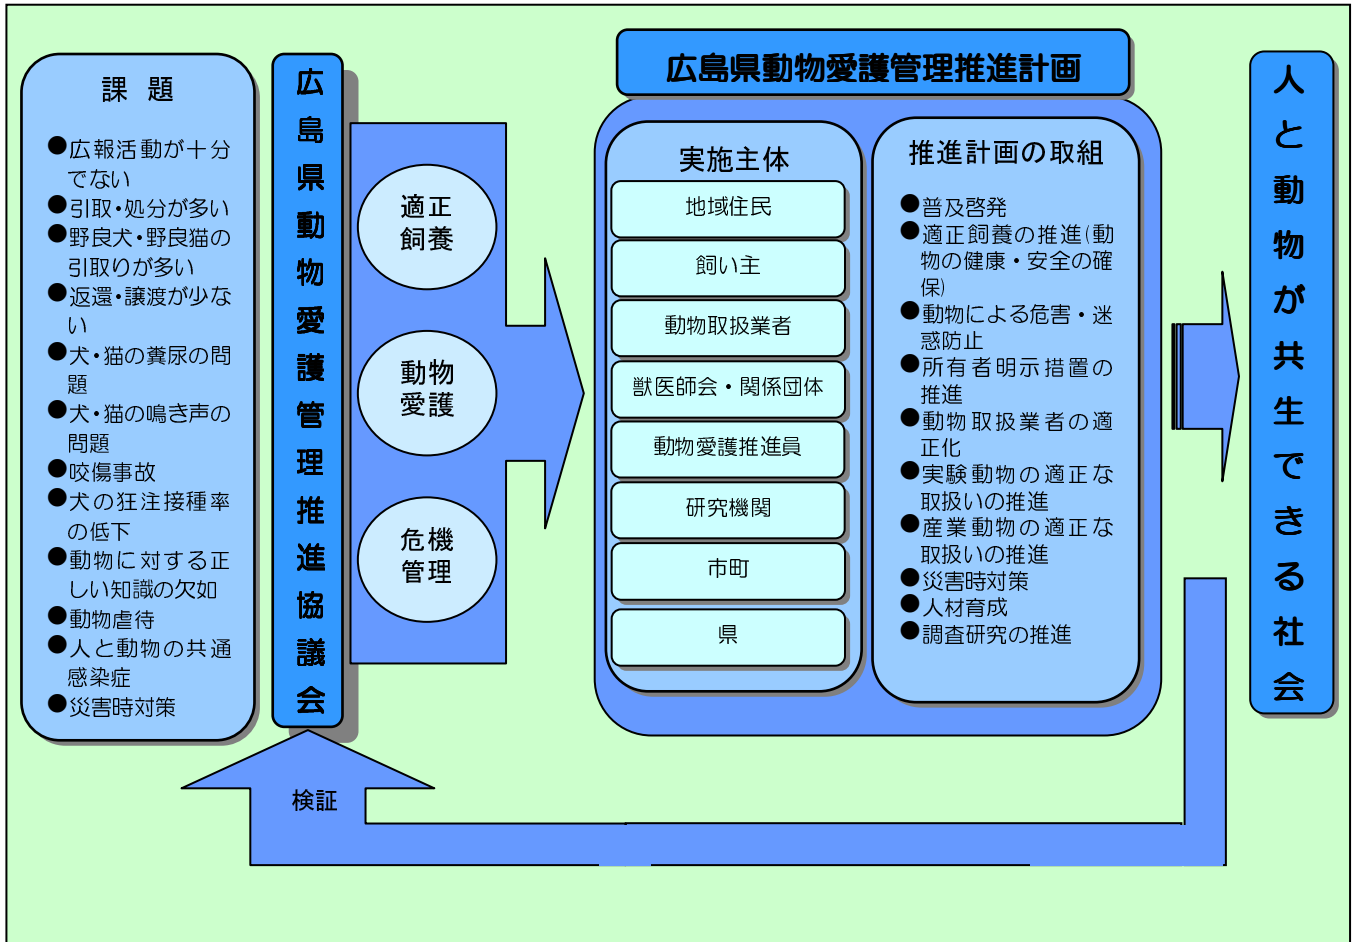 課 題
●広報活動が十分
でない
●引取・処分が多い
●野良犬・野良猫の
引取りが多い
●返還・譲渡が少な
い
●犬・猫の糞尿の問
題
●犬・猫の鳴き声の
問題
●咬傷事故
●犬の狂注接種率
の低下
●動物に対する正
しい知識の欠如
●動物虐待
●人と動物の共通
感染症
●災害時対策
広島県動物愛護管理推進協議会
適正
飼養
動物
愛護
危機
管理
広島県動物愛護管理推進計画
実施主体
地域住民
飼い主
動物取扱業者
獣医師会・関係団体
動物愛護推進員
研究機関
市町
県
推進計画の取組
●普及啓発
●適正飼養の推進(動
物の健康・安全の確
保)
●動物による危害・迷
惑防止
●所有者明示措置の
推進
●動物取扱業者の適
正化
●実験動物の適正な
取扱いの推進
●産業動物の適正な
取扱いの推進
●災害時対策
●人材育成
●調査研究の推進
人と動物が共生できる社会
検証